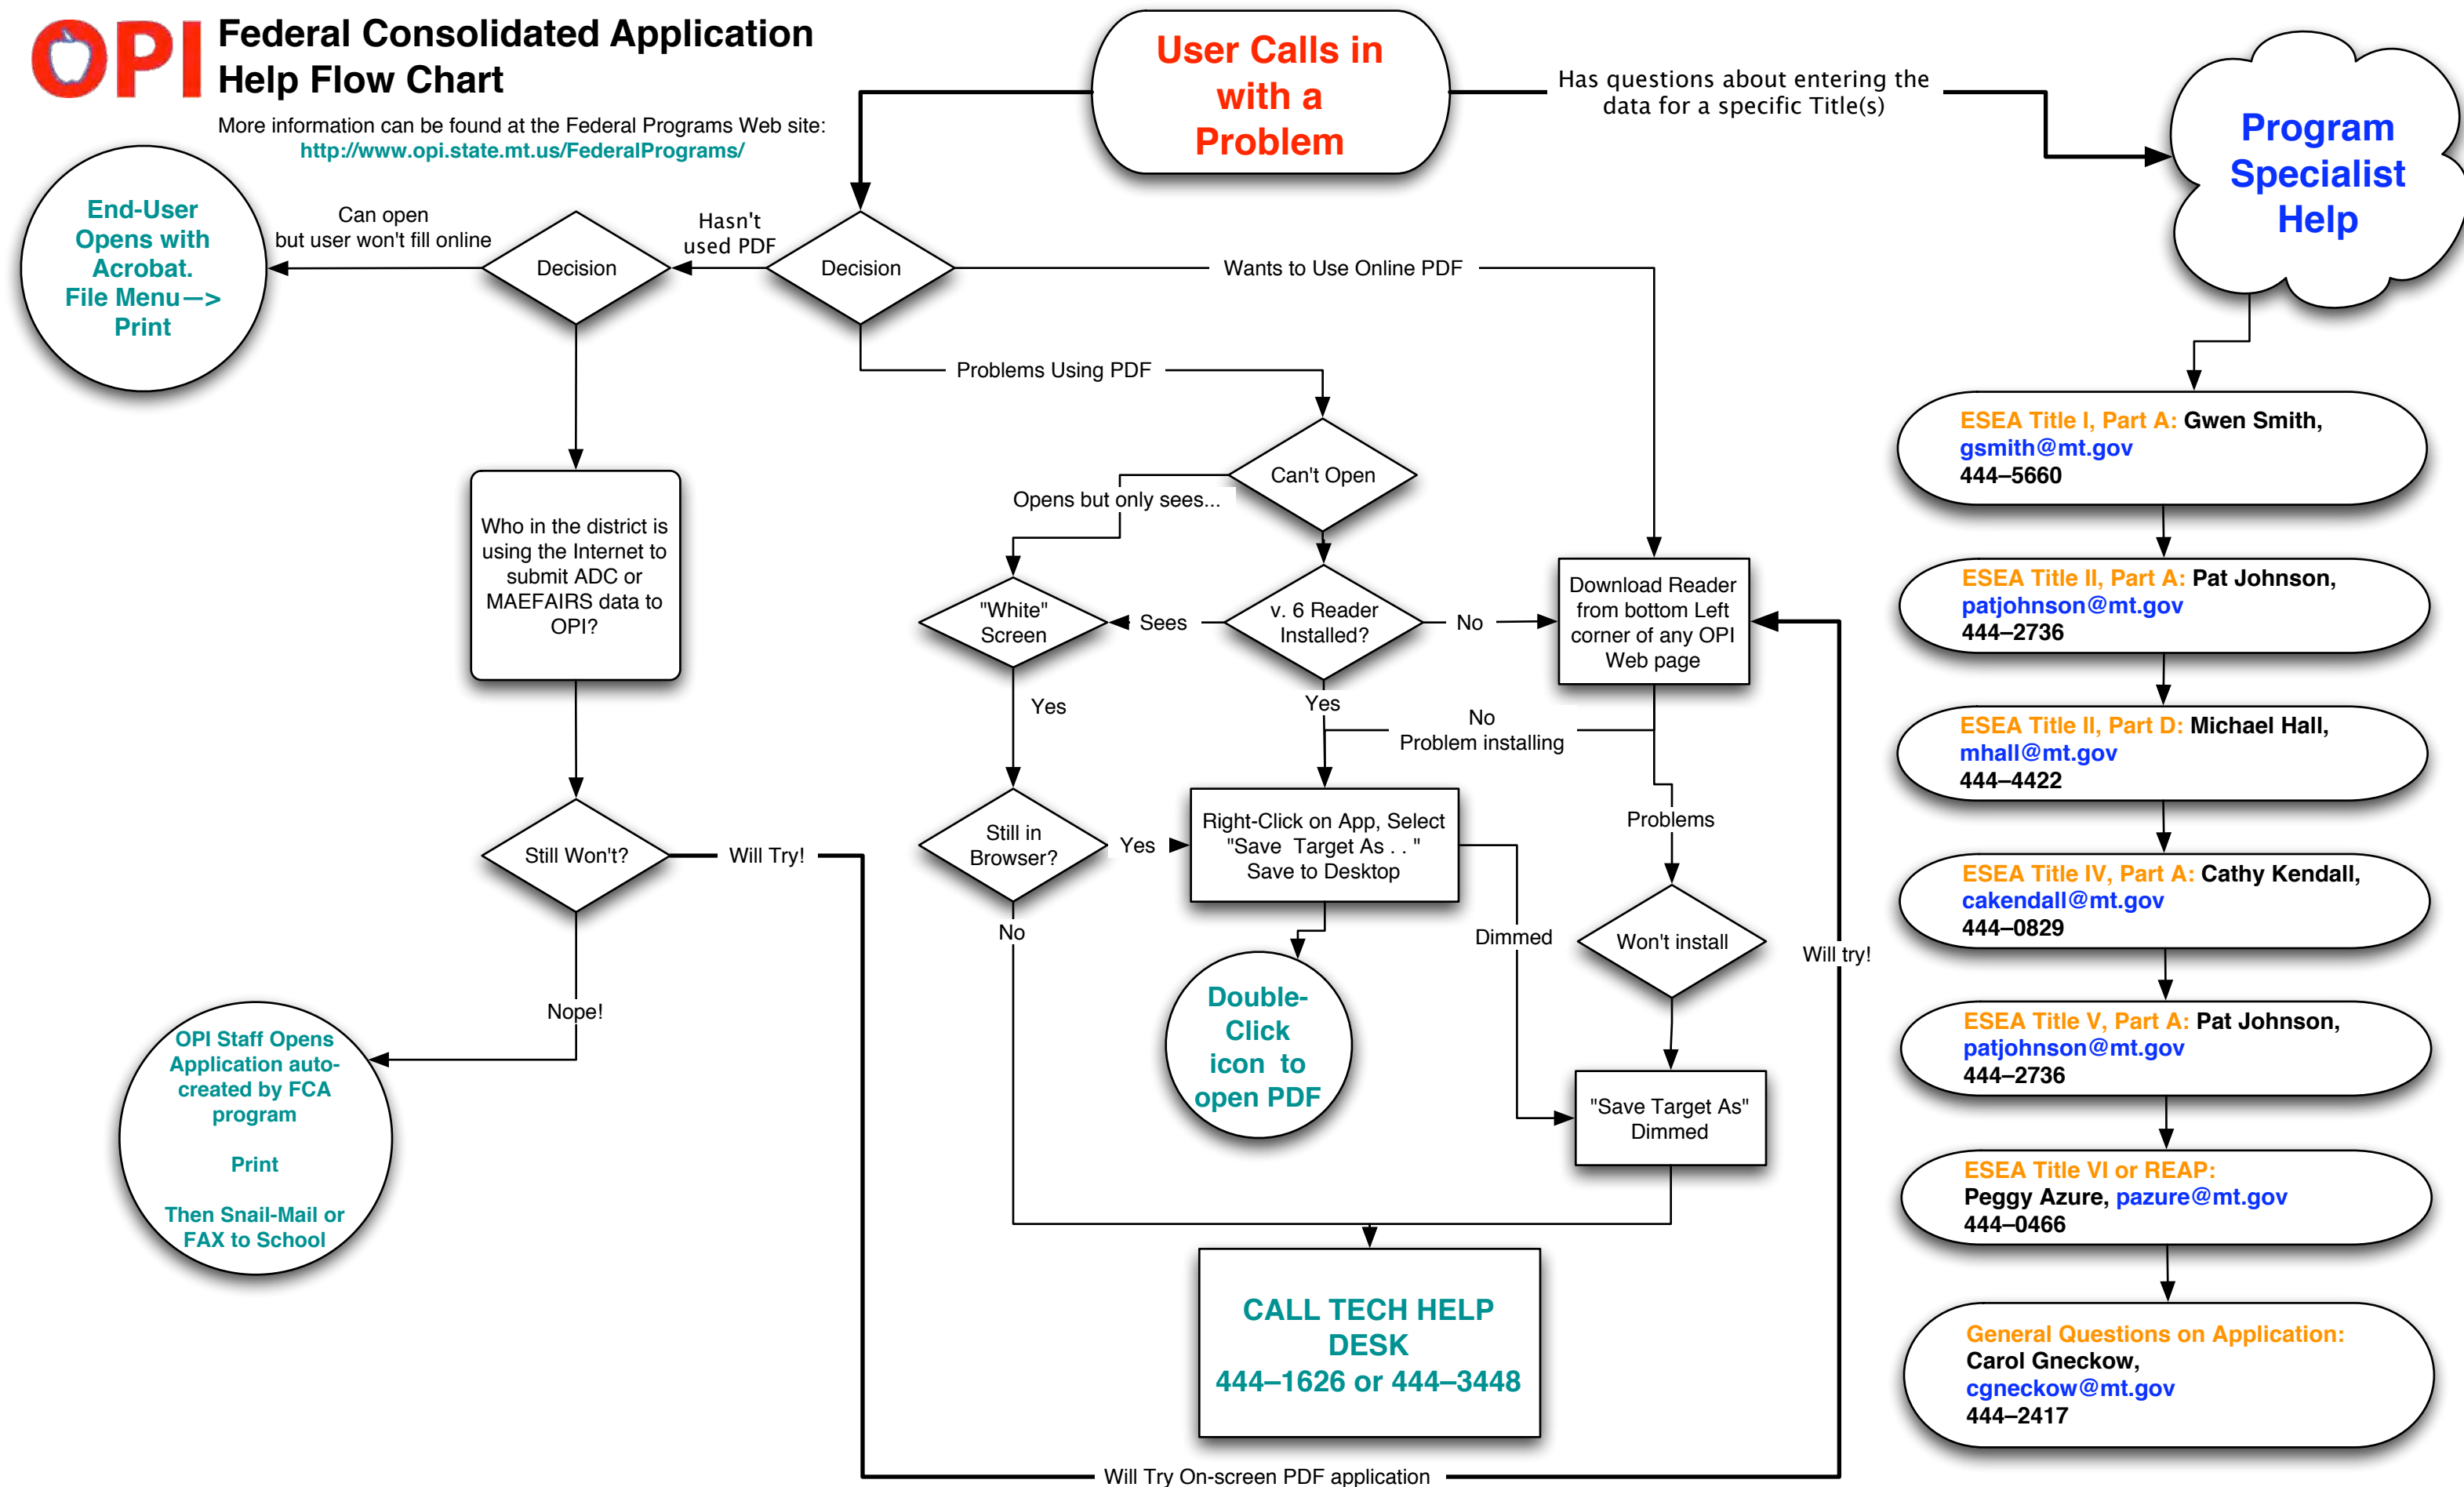 OPI
Federal Consolidated Application
Help Flow Chart
More information can be found at the Federal Programs Web site:
http://www.opi.state.mt.us/FederalPrograms/
User Calls in
with a
Problem
Has questions about entering the
data for a specific Title(s)
Program
Specialist
Help
End-User
Opens with
Acrobat.
File Menu—>
Print
Can open
but user won't fill online
Decision
Hasn't
used PDF
Decision
Wants to Use Online PDF
Problems Using PDF
Can't Open
Opens but only sees...
Who in the district is
using the Internet to
submit ADC or
MAEFAIRS data to
OPI?
"White"
Screen
Sees
v. 6 Reader
Installed?
No
Download Reader
from bottom Left
corner of any OPI
Web page
Yes
Yes
No
Problem installing
Still Won't?
Will Try!
Still in
Browser?
Yes
Right-Click on App, Select
"Save  Target As . . "
Save to Desktop
Problems
No
Dimmed
Won't install
Will try!
Nope!
OPI Staff Opens
Application auto-
created by FCA
program
Print
Then Snail-Mail or
FAX to School
Double-
Click
icon  to
open PDF
"Save Target As"
Dimmed
CALL TECH HELP
DESK
444–1626 or 444–3448
Will Try On-screen PDF application
ESEA Title I, Part A: Gwen Smith,
gsmith@mt.gov
444–5660
ESEA Title II, Part A: Pat Johnson,
patjohnson@mt.gov
444–2736
ESEA Title II, Part D: Michael Hall,
mhall@mt.gov
444–4422
ESEA Title IV, Part A: Cathy Kendall,
cakendall@mt.gov
444–0829
ESEA Title V, Part A: Pat Johnson,
patjohnson@mt.gov
444–2736
ESEA Title VI or REAP:
Peggy Azure, pazure@mt.gov
444–0466
General Questions on Application:
Carol Gneckow,
cgneckow@mt.gov
444–2417